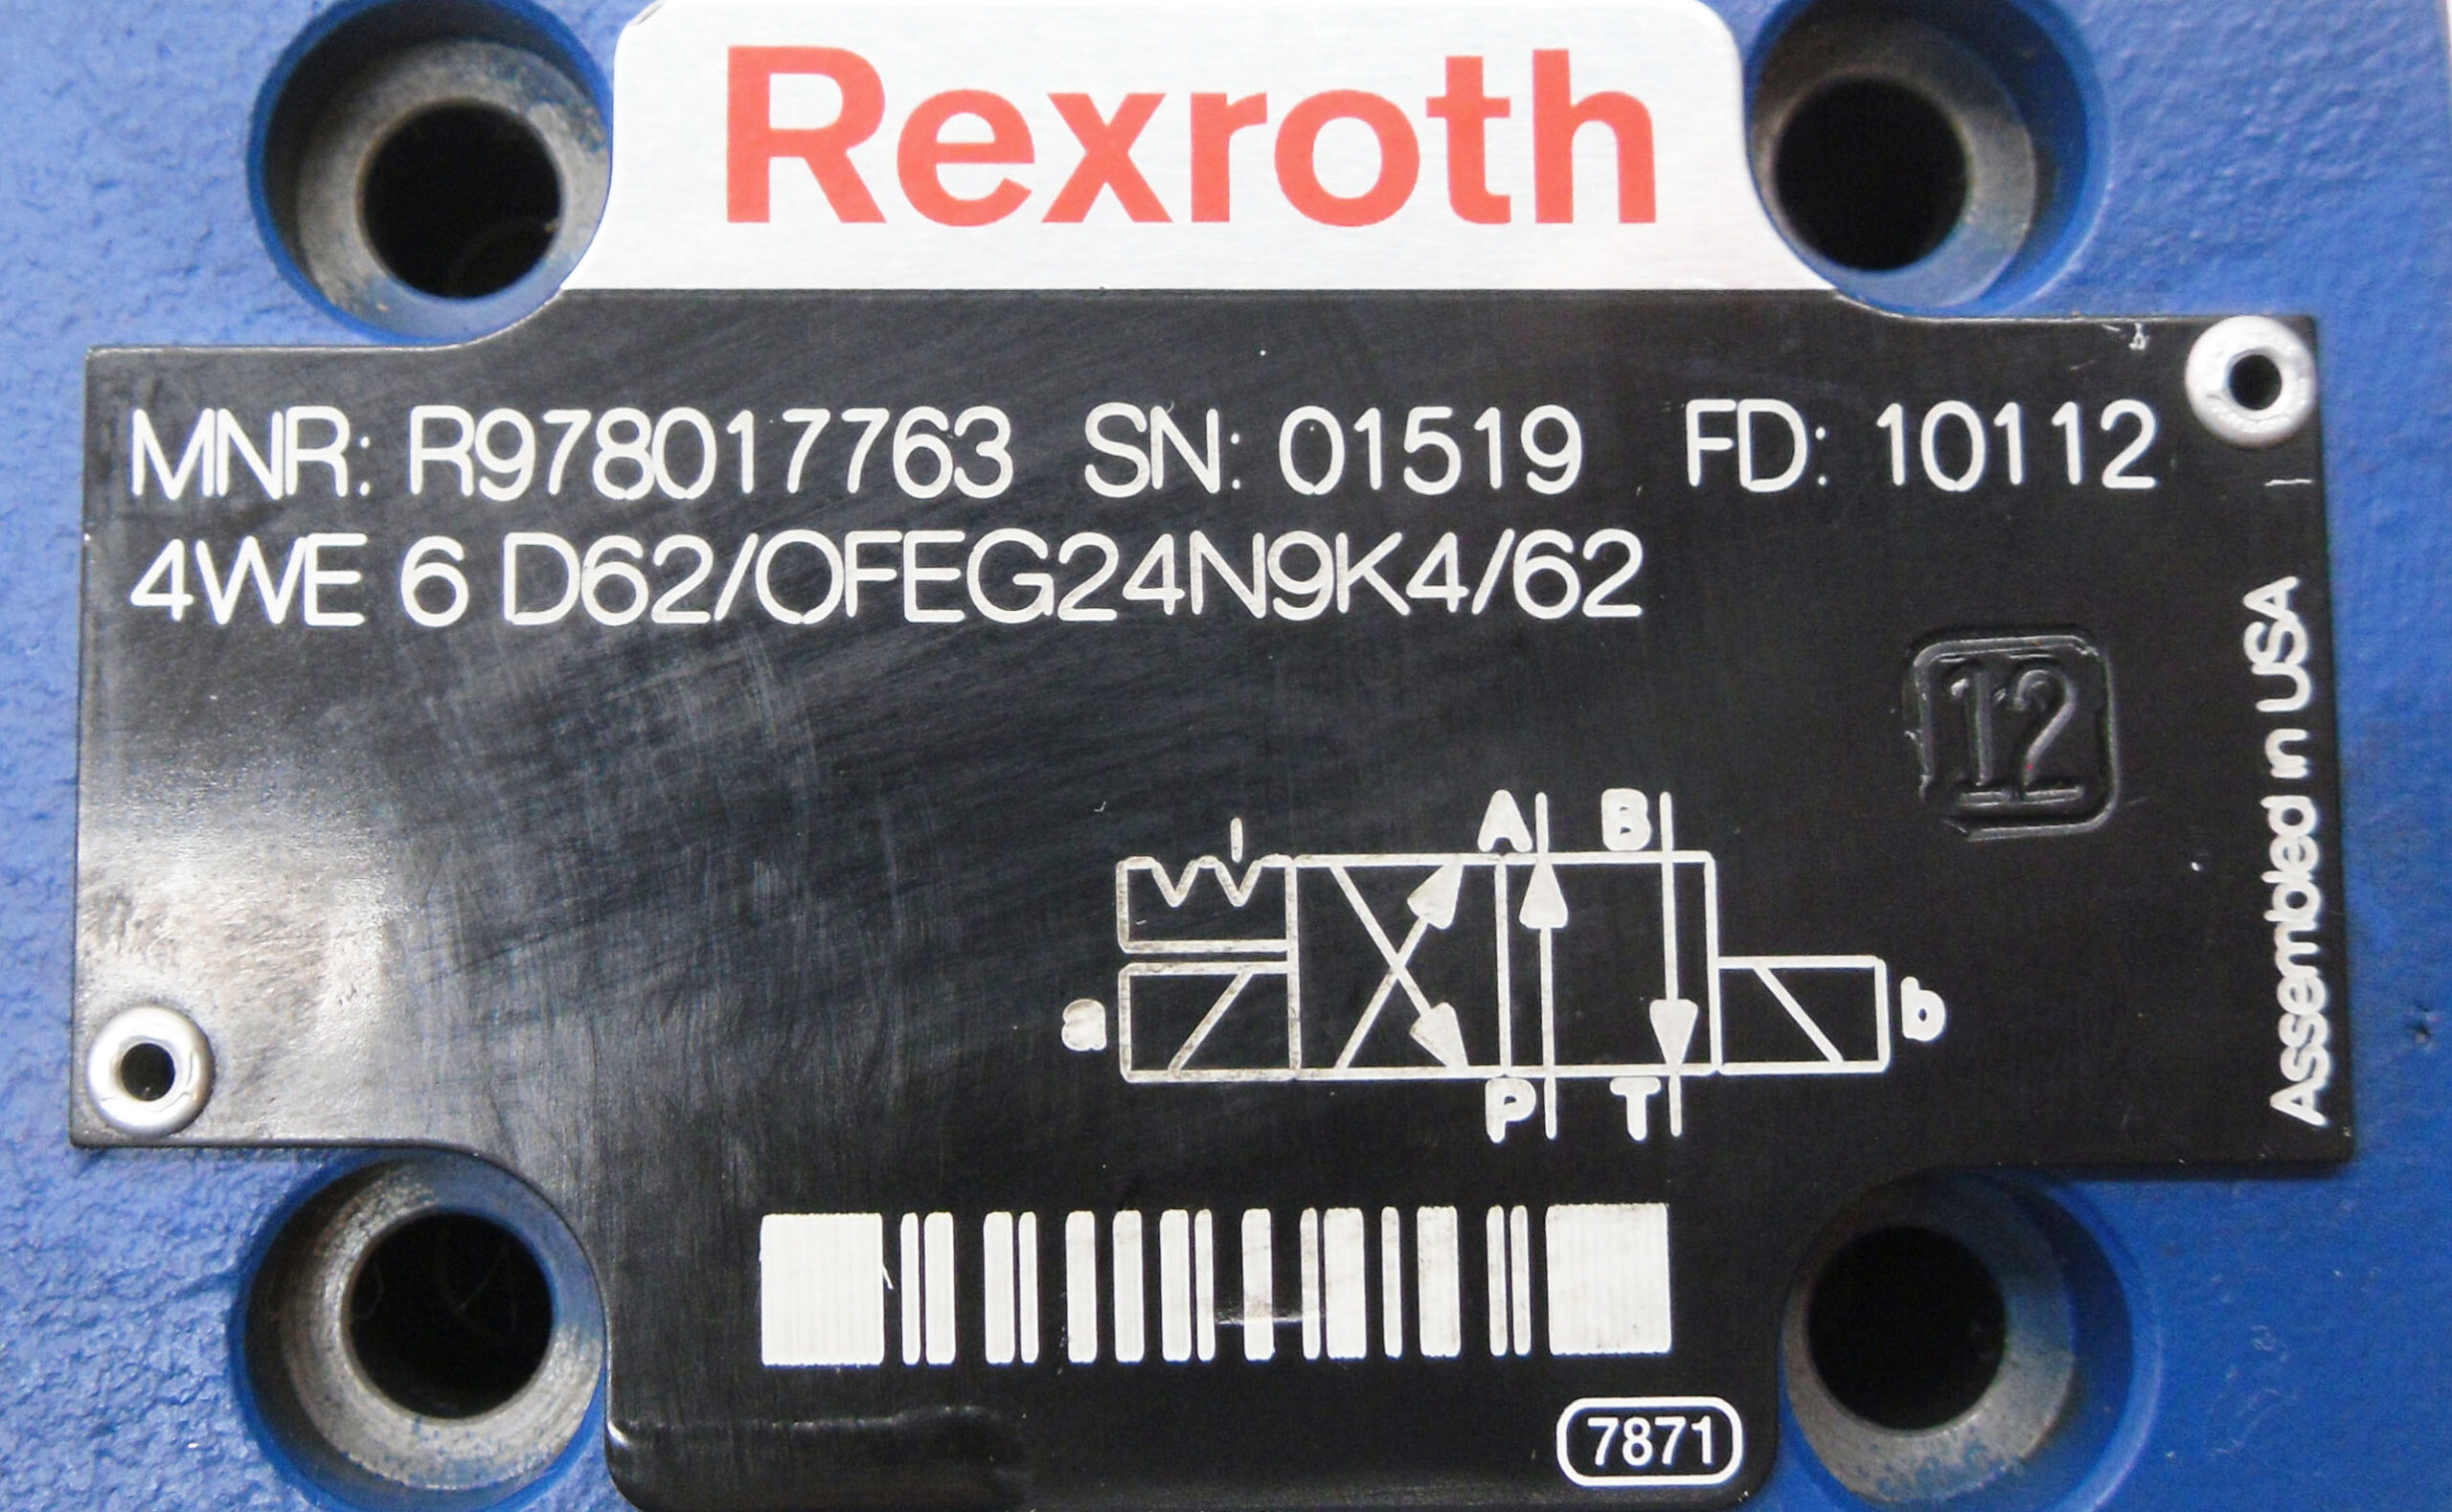 Rexroth
MNR: R978017763 SN: 01519 FD: 10112
4WE 6 D62/OFEG24N9K4/62
12
Assembled in USA
A B
a b
P T
7871